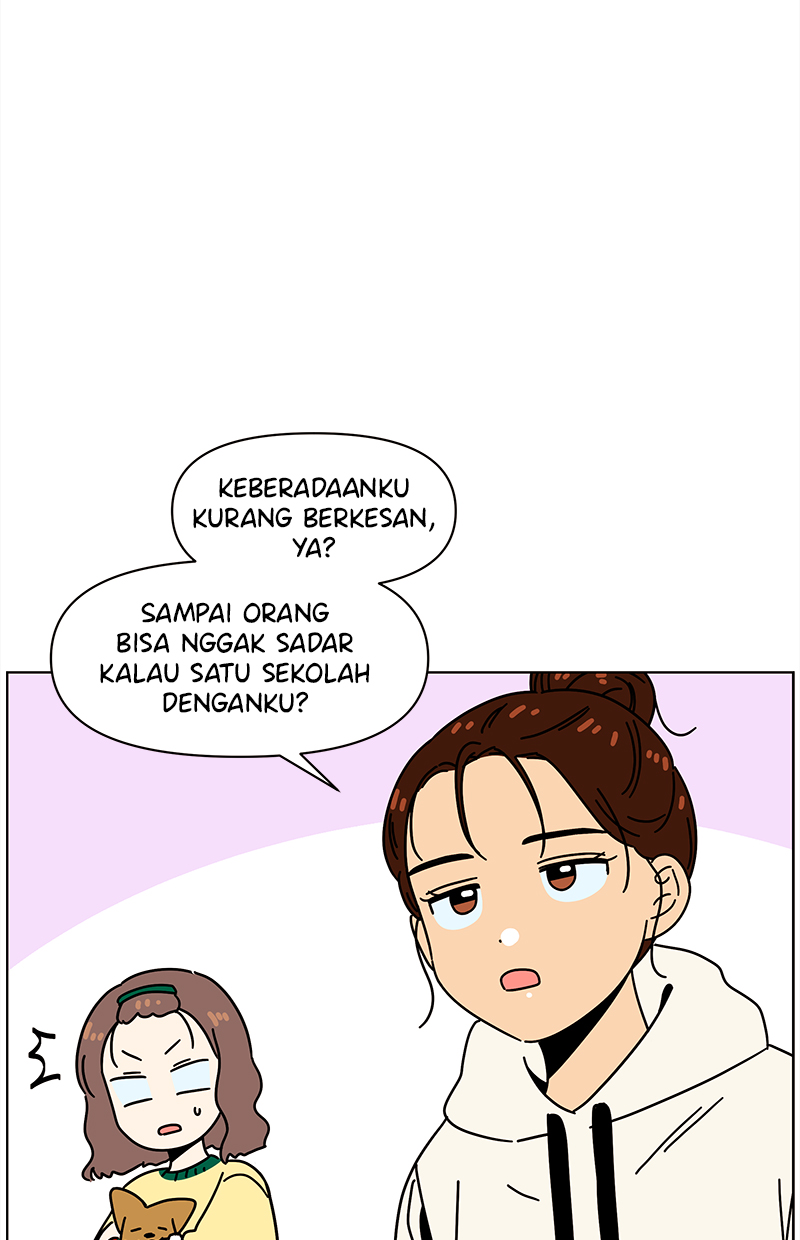 KEBERADAANKU
KURANG BERKESAN,
YA?
SAMPAI ORANG
BISA NGGAK SADAR
KALAU SATU SEKOLAH
DENGANKU?